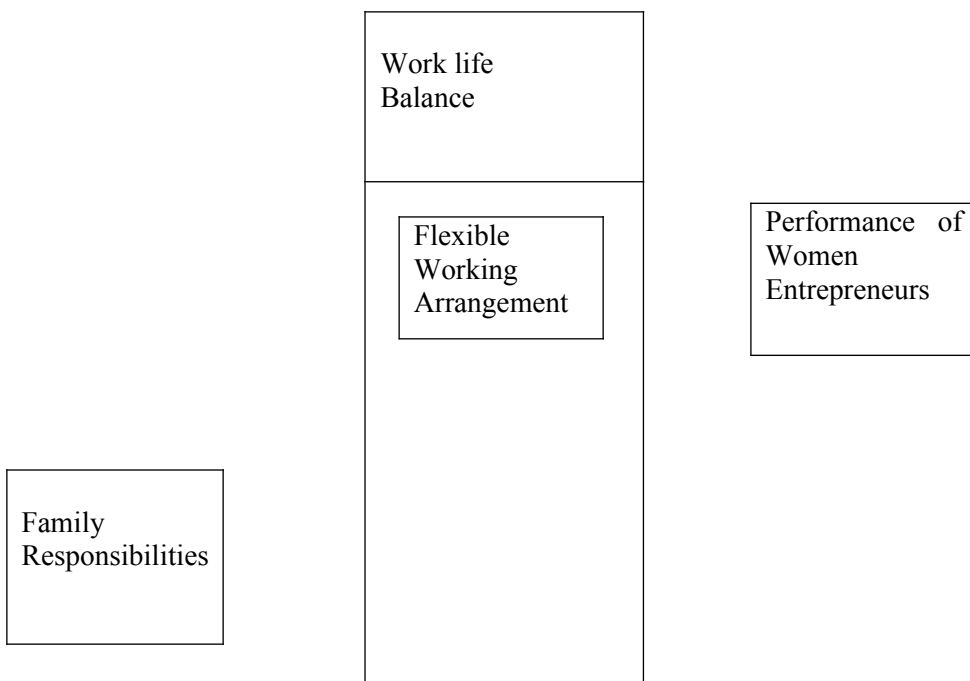 Work life
Balance
Flexible
Working
Arrangement
Performance of
Women
Entrepreneurs
Family
Responsibilities